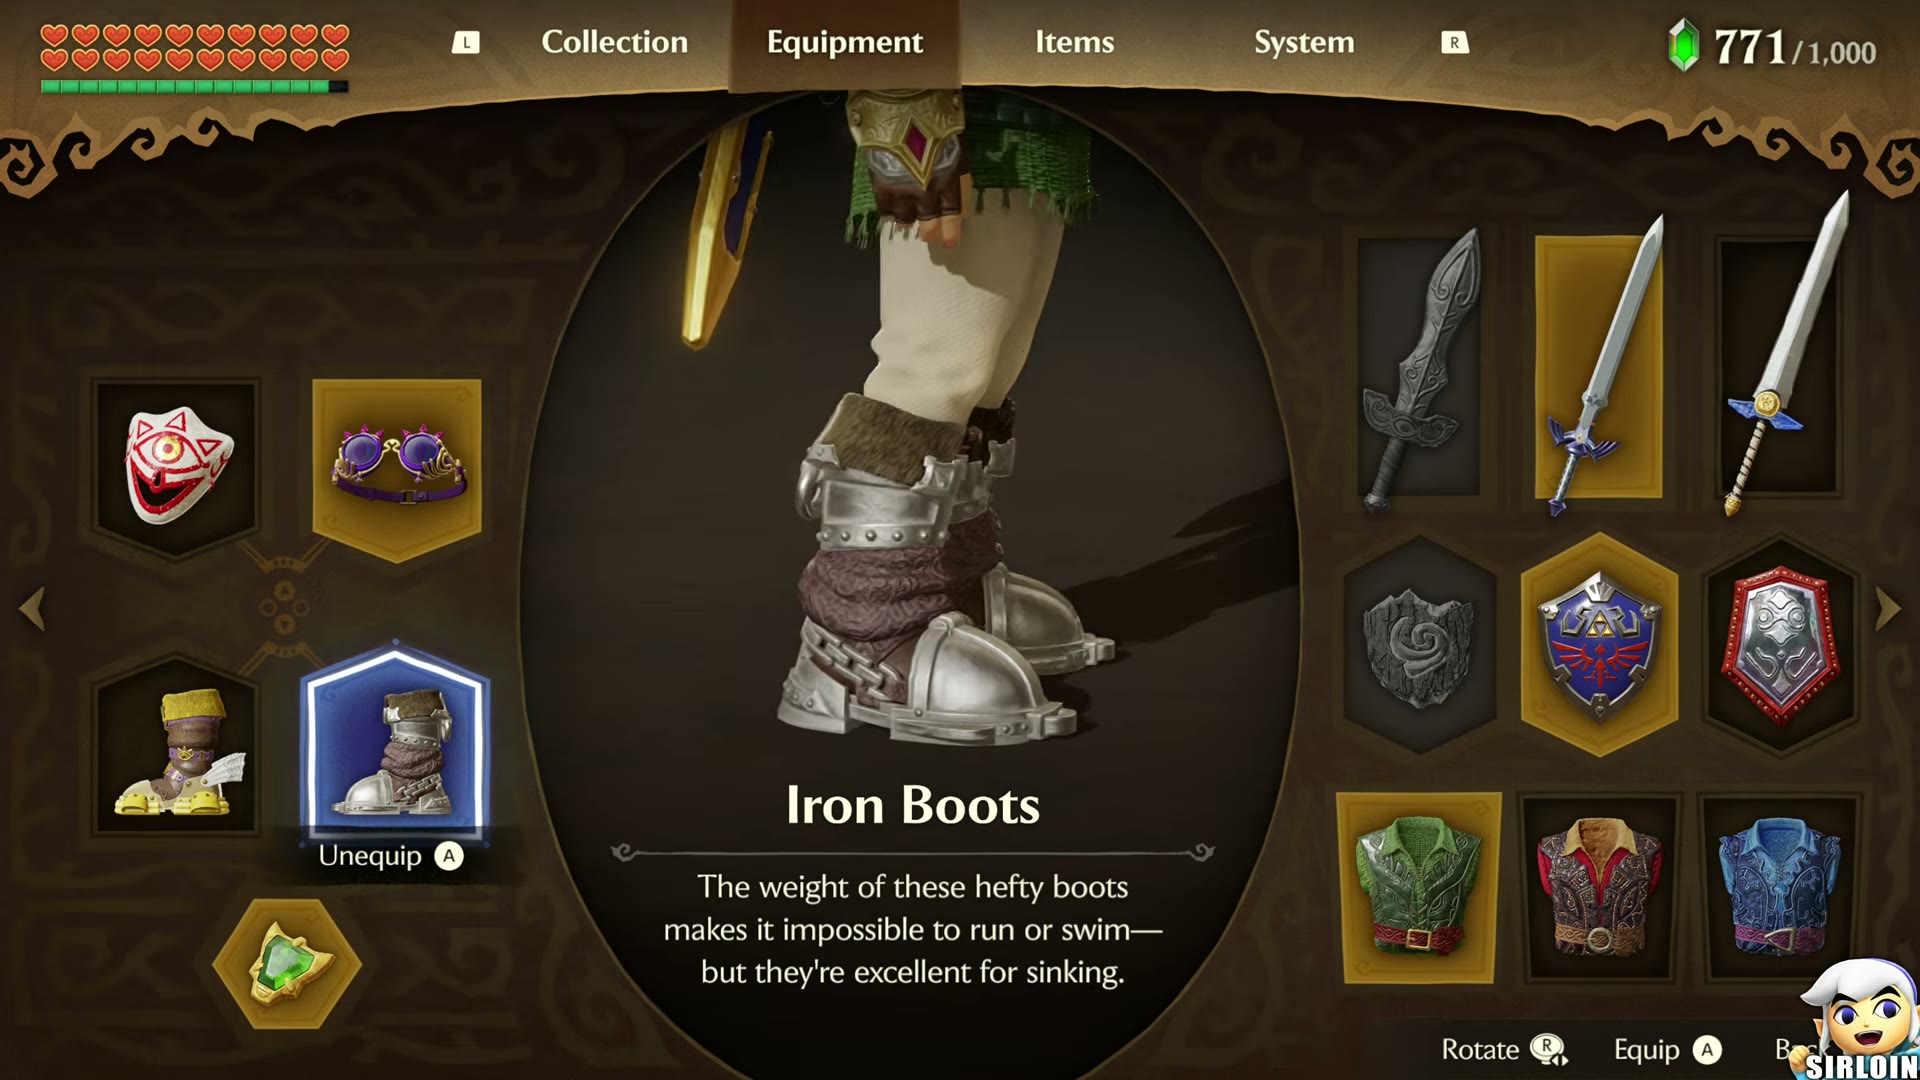 L Collection Equipment Items System R 771/1,000
Unequip A
Iron Boots
The weight of these hefty boots
makes it impossible to run or swim—
but they're excellent for sinking.
Rotate R Equip A
SIRLOIN